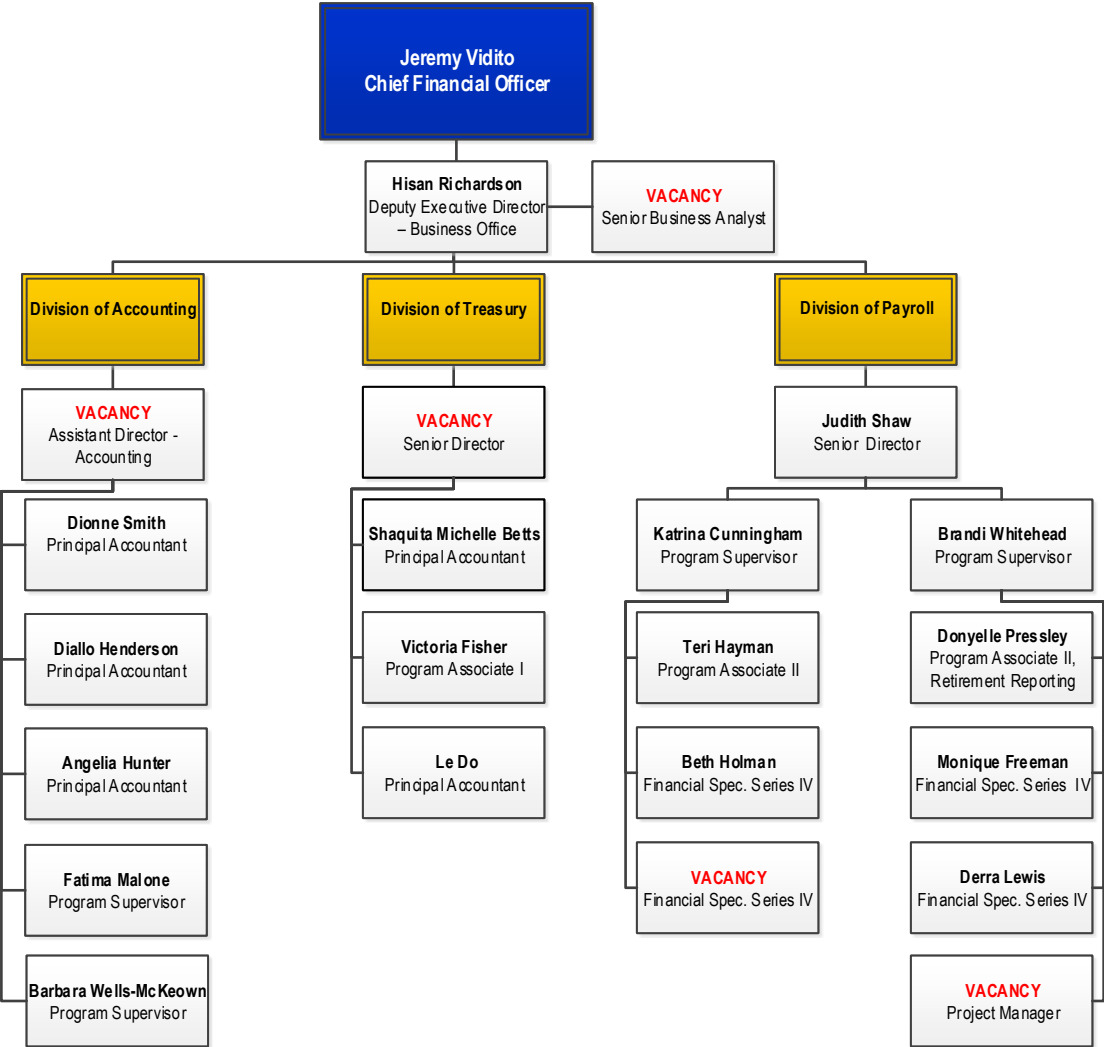 Jeremy Vidito
Chief Financial Officer
Hisan Richardson
Deputy Executive Director
– Business Office
VACANCY
Senior Business Analyst
Division of Accounting
Division of Treasury
Division of Payroll
VACANCY
Assistant Director -
Accounting
VACANCY
Senior Director
Judith Shaw
Senior Director
Dionne Smith
Principal Accountant
Shaquita Michelle Betts
Principal Accountant
Katrina Cunningham
Program Supervisor
Brandi Whitehead
Program Supervisor
Diallo Henderson
Principal Accountant
Victoria Fisher
Program Associate I
Teri Hayman
Program Associate II
Donyelle Pressley
Program Associate II,
Retirement Reporting
Angelia Hunter
Principal Accountant
Le Do
Principal Accountant
Beth Holman
Financial Spec. Series IV
Monique Freeman
Financial Spec. Series IV
Fatima Malone
Program Supervisor
VACANCY
Financial Spec. Series IV
Derra Lewis
Financial Spec. Series IV
Barbara Wells-McKeown
Program Supervisor
VACANCY
Project Manager